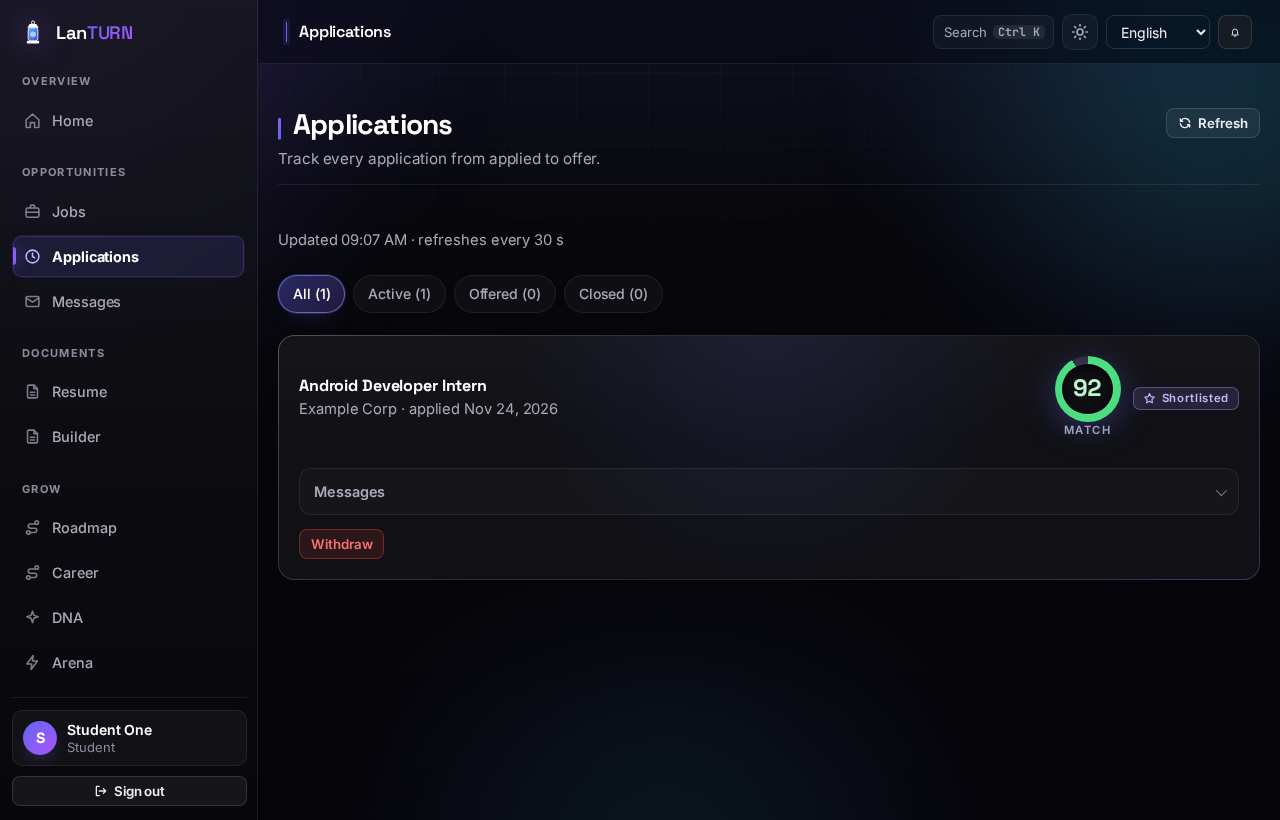 LanTURN
OVERVIEW
Home
OPPORTUNITIES
Jobs
Applications
Messages
DOCUMENTS
Resume
Builder
GROW
Roadmap
Career
DNA
Arena
S
Student One
Student
Sign out
Applications
Search Ctrl K
English
Applications
Refresh
Track every application from applied to offer.
Updated 09:07 AM · refreshes every 30 s
All (1)
Active (1)
Offered (0)
Closed (0)
Android Developer Intern
Example Corp · applied Nov 24, 2026
92
MATCH
Shortlisted
Messages
Withdraw